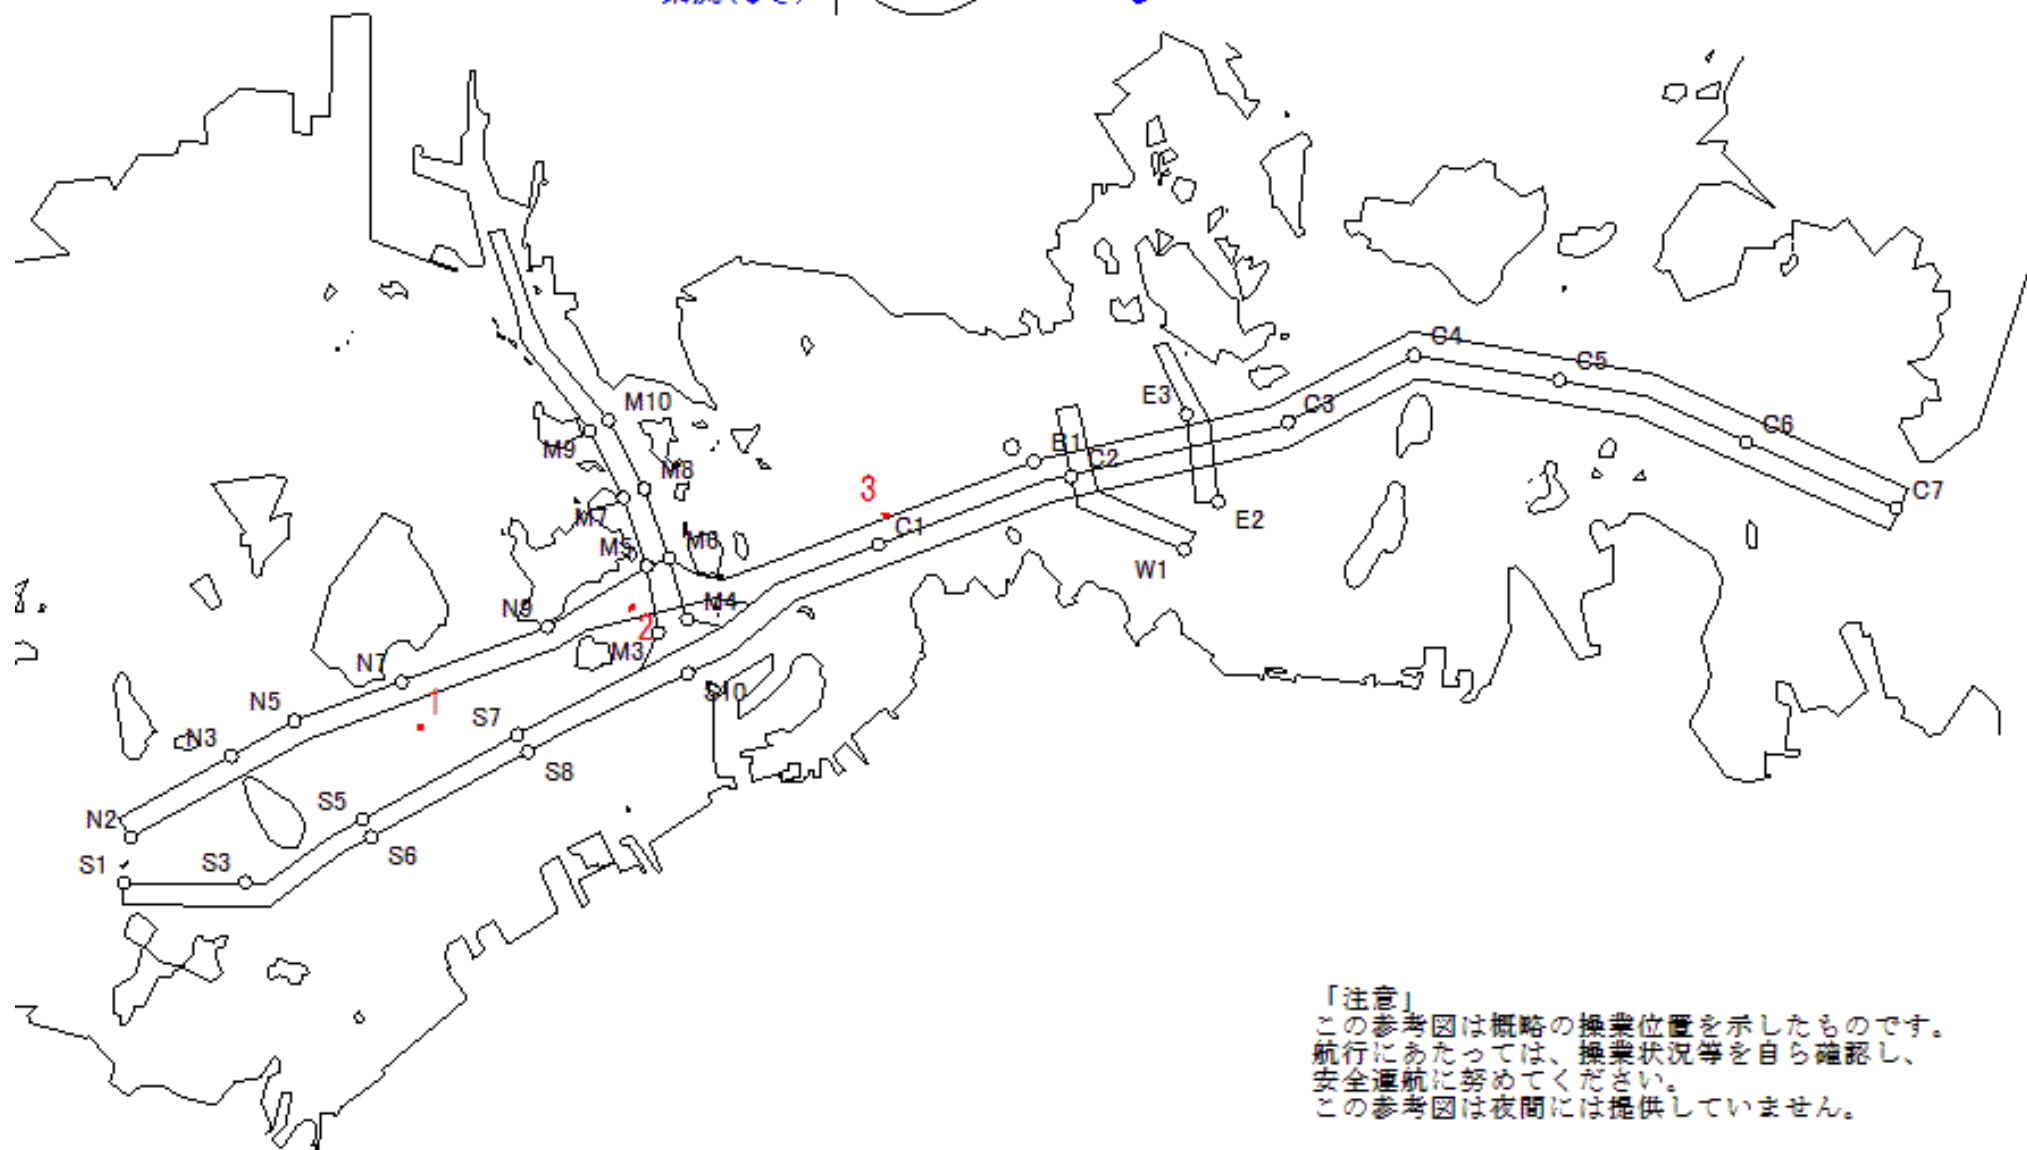 C4
C5
E3
M10
C3
C6
B1
M9
C2
M8
3
C7
M7
E2
C1
M5
M6
W1
N9
M4
2
M3
N7
1
S10
N5
S7
N3
S8
S5
N2
S6
S1
S3
「注意」
この参考図は概略の操業位置を示したものです。
航行にあたっては、操業状況等を自ら確認し、
安全運航に努めてください。
この参考図は夜間には提供していません。